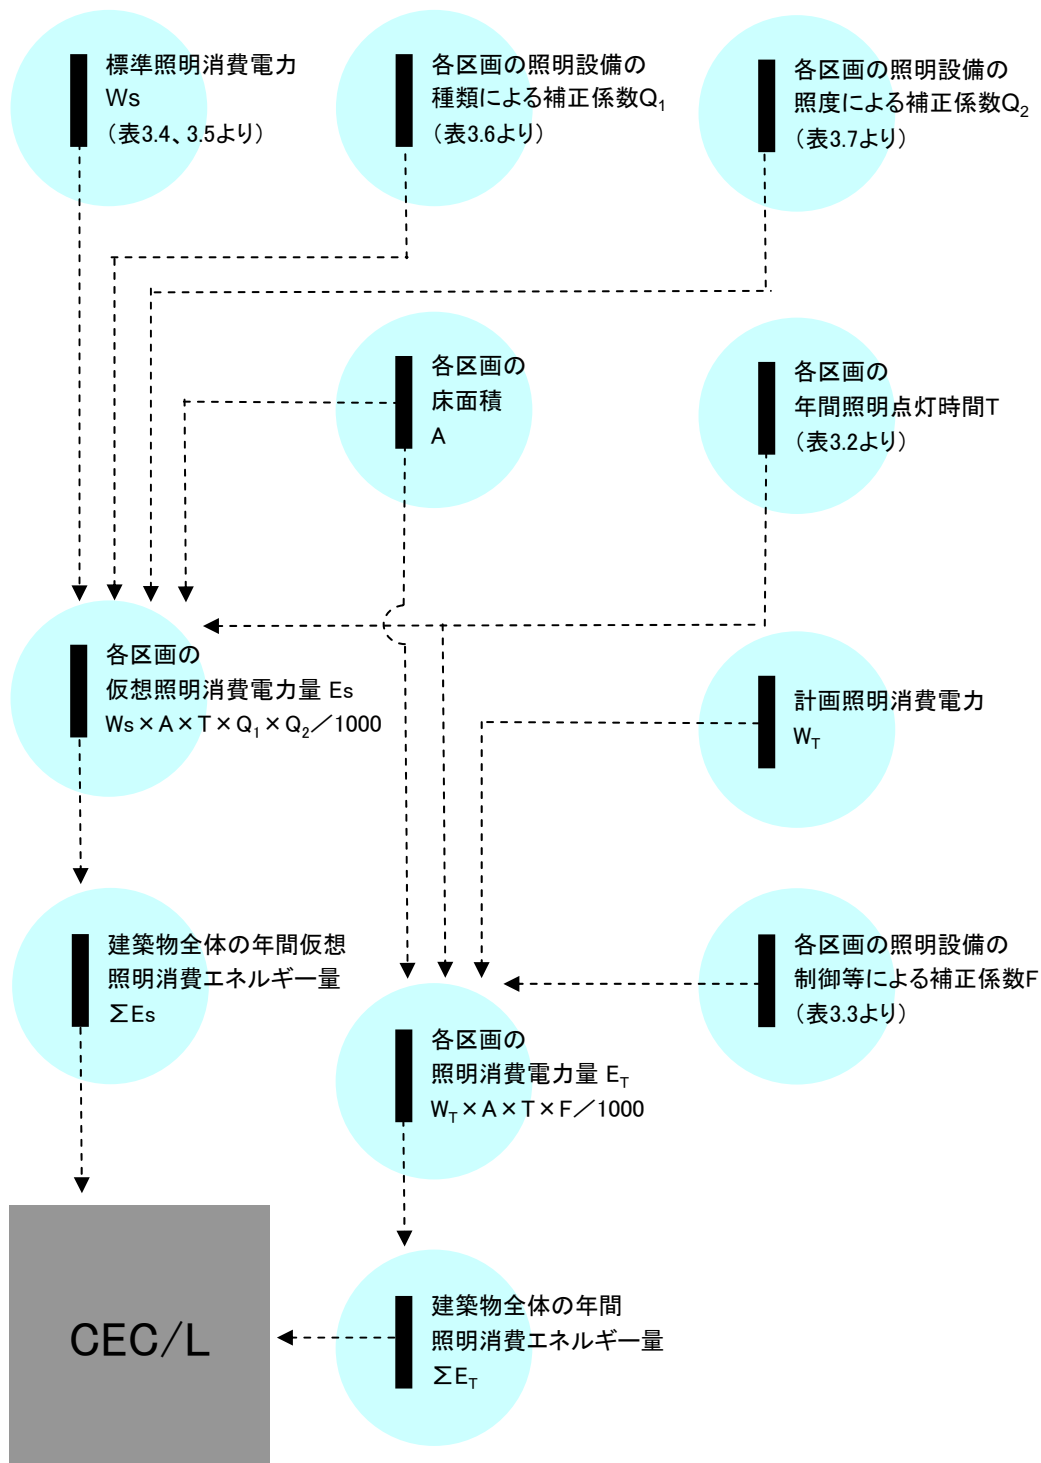 標準照明消費電力
Ws
（表3.4、3.5より）
各区画の照明設備の
種類による補正係数Q₁
（表3.6より）
各区画の照明設備の
照度による補正係数Q₂
（表3.7より）
各区画の
床面積
A
各区画の
年間照明点灯時間T
（表3.2より）
各区画の
仮想照明消費電力量 Es
Ws×A×T×Q₁×Q₂／1000
計画照明消費電力
W_T
建築物全体の年間仮想
照明消費エネルギー量
∑Es
各区画の照明設備の
制御等による補正係数F
（表3.3より）
各区画の
照明消費電力量 E_T
W_T×A×T×F／1000
建築物全体の年間
照明消費エネルギー量
∑E_T
CEC/L